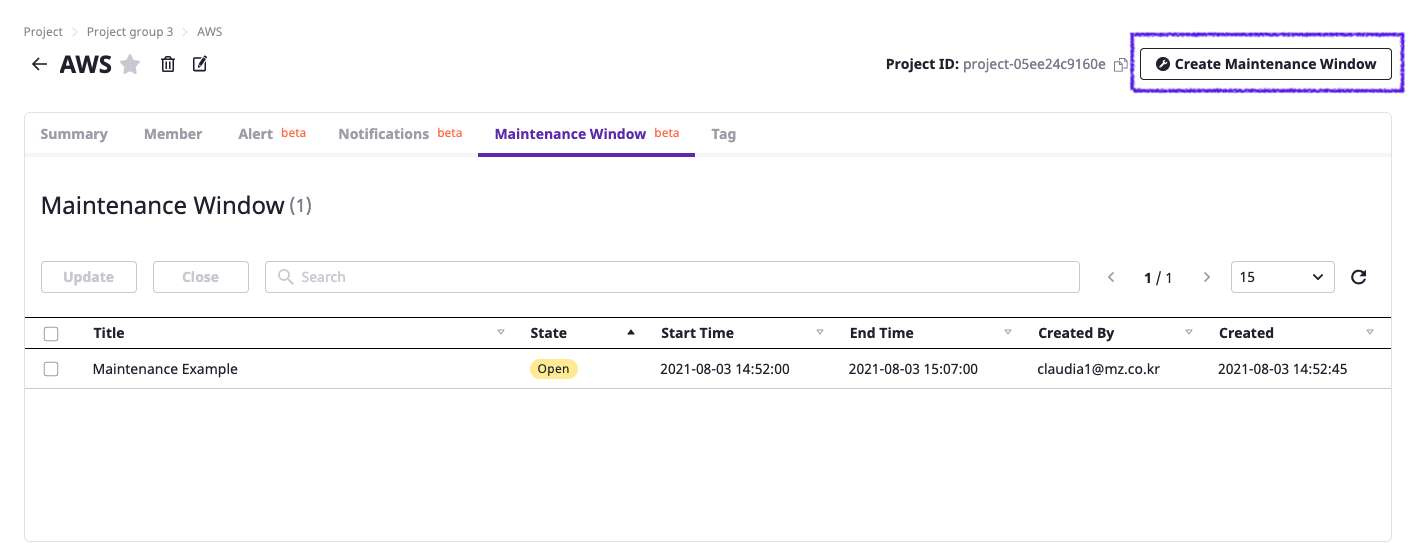 Project > Project group 3 > AWS
AWS Project ID: project-05ee24c9160e Create Maintenance Window
Summary Member Alert beta Notifications beta Maintenance Window beta Tag
Maintenance Window (1)
Update Close Search 1 / 1 15
Title State Start Time End Time Created By Created
Maintenance Example Open 2021-08-03 14:52:00 2021-08-03 15:07:00 claudia1@mz.co.kr 2021-08-03 14:52:45